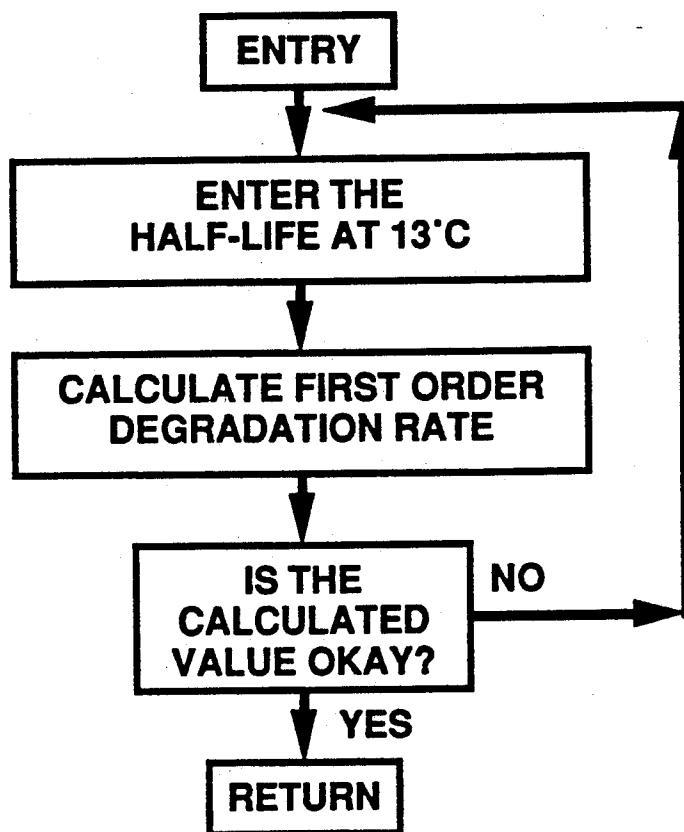 ENTRY
ENTER THE
HALF-LIFE AT 13°C
CALCULATE FIRST ORDER
DEGRADATION RATE
IS THE
CALCULATED
VALUE OKAY?
NO
YES
RETURN